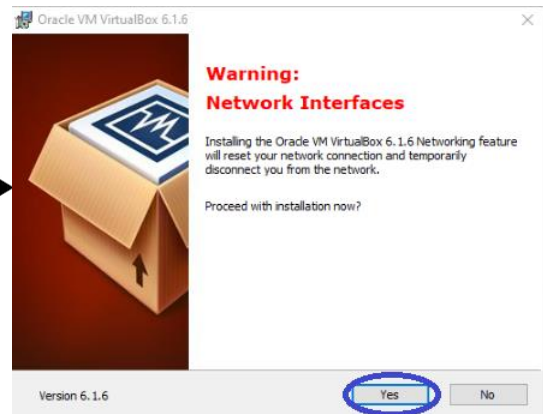 Oracle VM VirtualBox 6.1.6
Warning:
Network Interfaces
Installing the Oracle VM VirtualBox 6.1.6 Networking feature
will reset your network connection and temporarily
disconnect you from the network.
Proceed with installation now?
Version 6.1.6
Yes
No